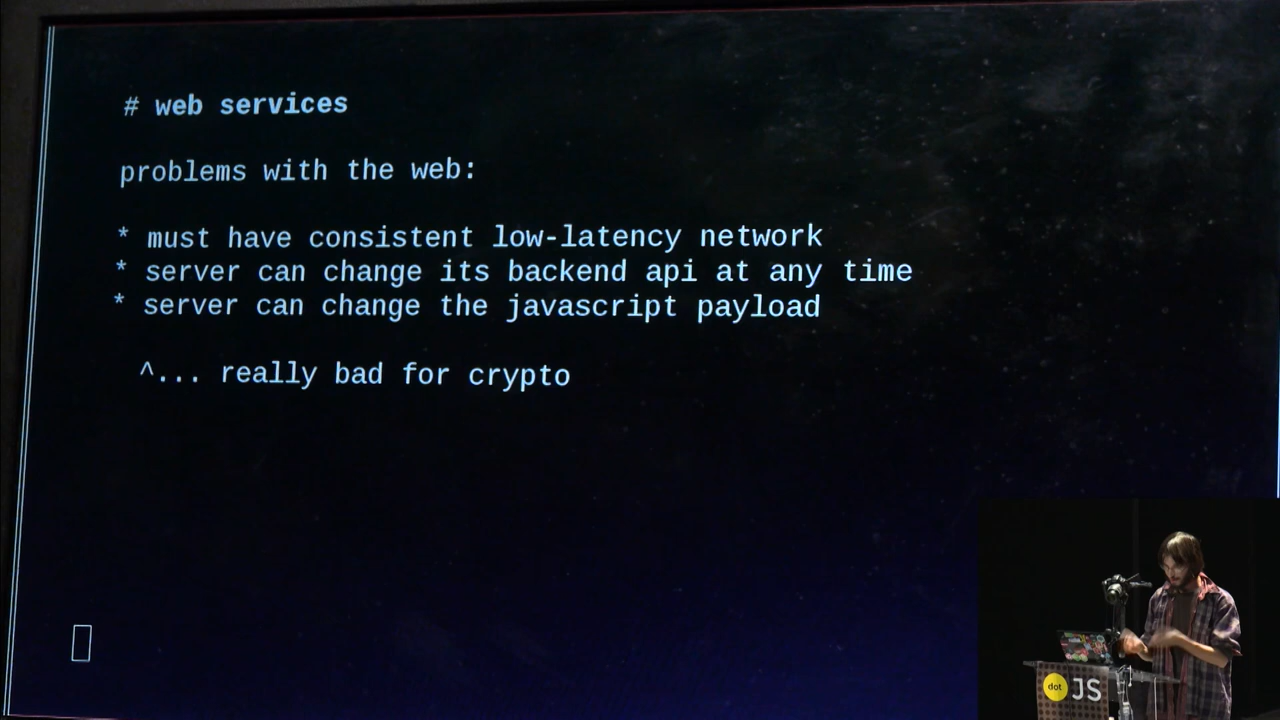 # web services
problems with the web:
* must have consistent low-latency network
* server can change its backend api at any time
* server can change the javascript payload
^... really bad for crypto
dot JS